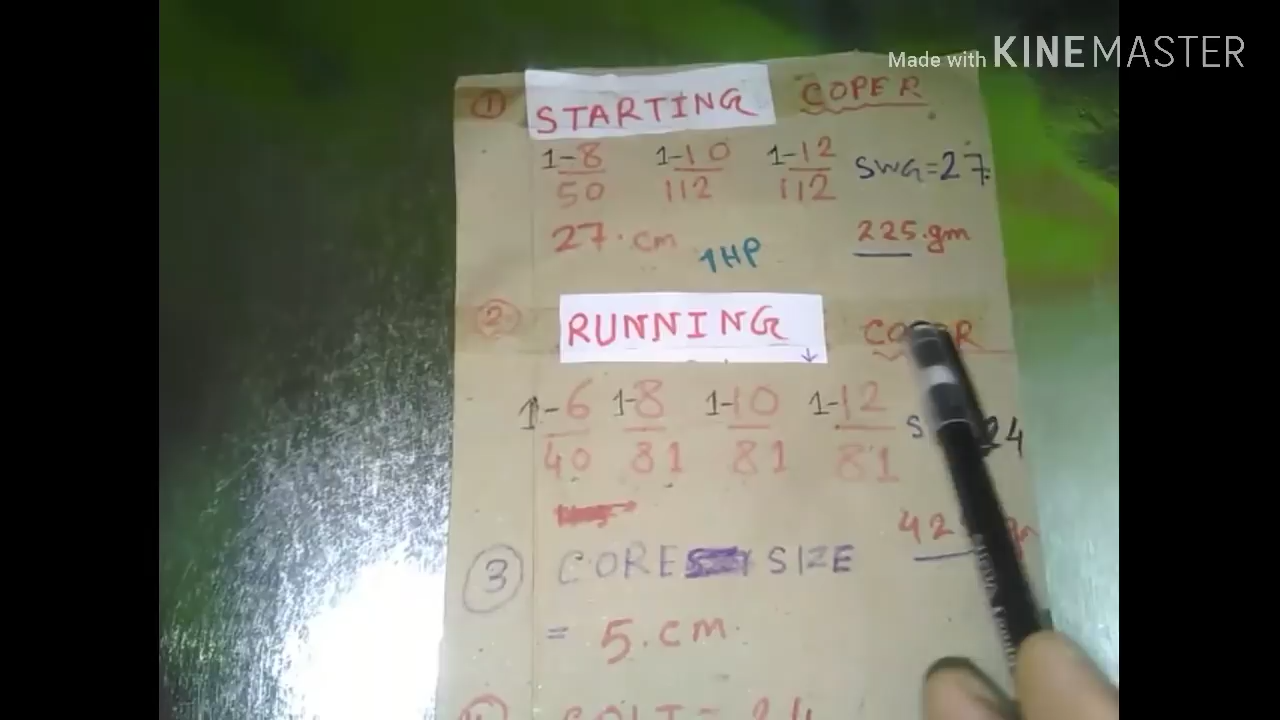 Made with KINEMASTER
① STARTING COPER
1-8 1-10 1-12 SWG=27
50 112 112
27.cm 225.gm
1HP
② RUNNING
1-6 1-8 1-10 1-12 24
40 81 81 81
③ CORE SIZE
= 5.cm